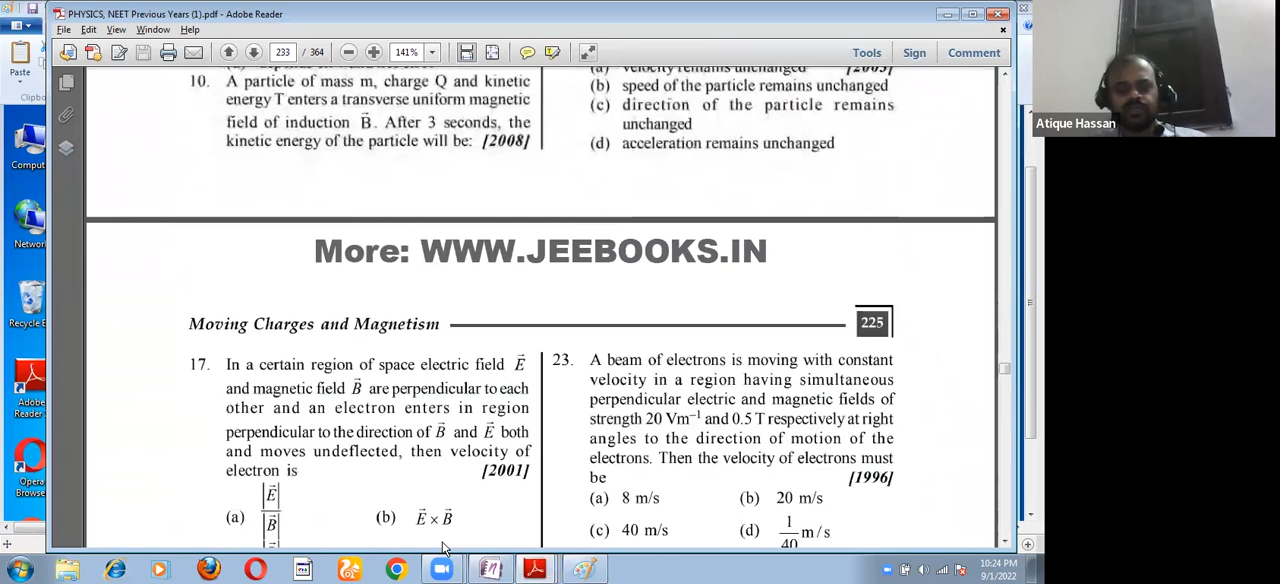 PHYSICS, NEET Previous Years (1).pdf - Adobe Reader
File Edit View Window Help
233 / 364 141% Tools Sign Comment
Paste
Clipb
Comput
Network
Recycle B
Adobe
Reader
Opera
Brows
10. A particle of mass m, charge Q and kinetic
energy T enters a transverse uniform magnetic
field of induction B⃗. After 3 seconds, the
kinetic energy of the particle will be: [2008]
(a) velocity remains unchanged [2003]
(b) speed of the particle remains unchanged
(c) direction of the particle remains
unchanged
(d) acceleration remains unchanged
More: WWW.JEEBOOKS.IN
Moving Charges and Magnetism 225
17. In a certain region of space electric field E⃗
and magnetic field B⃗ are perpendicular to each
other and an electron enters in region
perpendicular to the direction of B⃗ and E⃗ both
and moves undeflected, then velocity of
electron is [2001]
(a) |E⃗| / |B⃗| (b) E⃗ × B⃗
23. A beam of electrons is moving with constant
velocity in a region having simultaneous
perpendicular electric and magnetic fields of
strength 20 Vm⁻¹ and 0.5 T respectively at right
angles to the direction of motion of the
electrons. Then the velocity of electrons must
be [1996]
(a) 8 m/s (b) 20 m/s
(c) 40 m/s (d) 1/40 m/s
Atique Hassan
10:24 PM
9/1/2022